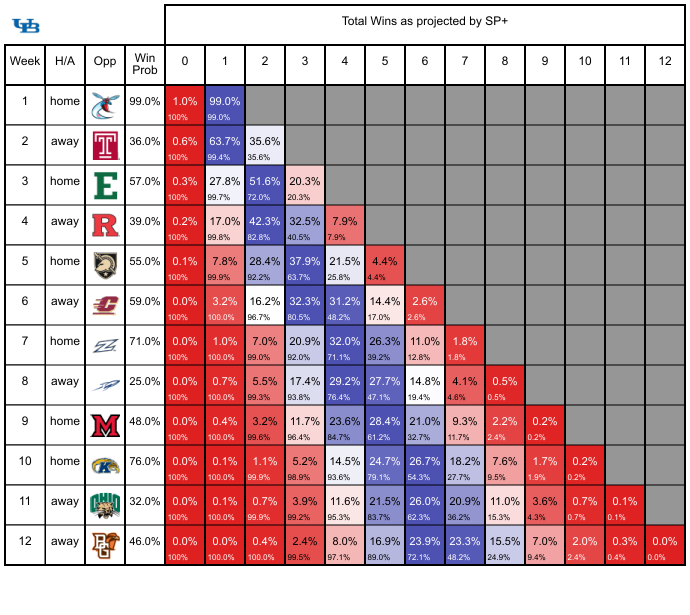 UB
Total Wins as projected by SP+
Week H/A Opp Win Prob 0 1 2 3 4 5 6 7 8 9 10 11 12
1 home 99.0% 1.0% 99.0%
100% 99.0%
2 away T 36.0% 0.6% 63.7% 35.6%
100% 99.4% 35.6%
3 home E 57.0% 0.3% 27.8% 51.6% 20.3%
100% 99.7% 72.0% 20.3%
4 away R 39.0% 0.2% 17.0% 42.3% 32.5% 7.9%
100% 99.8% 82.8% 40.5% 7.9%
5 home 55.0% 0.1% 7.8% 28.4% 37.9% 21.5% 4.4%
100% 99.9% 92.2% 63.7% 25.8% 4.4%
6 away C 59.0% 0.0% 3.2% 16.2% 32.3% 31.2% 14.4% 2.6%
100% 100.0% 96.7% 80.5% 48.2% 17.0% 2.6%
7 home 71.0% 0.0% 1.0% 7.0% 20.9% 32.0% 26.3% 11.0% 1.8%
100% 100.0% 99.0% 92.0% 71.1% 39.2% 12.8% 1.8%
8 away 25.0% 0.0% 0.7% 5.5% 17.4% 29.2% 27.7% 14.8% 4.1% 0.5%
100% 100.0% 99.3% 93.8% 76.4% 47.1% 19.4% 4.6% 0.5%
9 home M 48.0% 0.0% 0.4% 3.2% 11.7% 23.6% 28.4% 21.0% 9.3% 2.2% 0.2%
100% 100.0% 99.6% 96.4% 84.7% 61.2% 32.7% 11.7% 2.4% 0.2%
10 home K 76.0% 0.0% 0.1% 1.1% 5.2% 14.5% 24.7% 26.7% 18.2% 7.6% 1.7% 0.2%
100% 100.0% 99.9% 98.9% 93.6% 79.1% 54.3% 27.7% 9.5% 1.9% 0.2%
11 away OHIO 32.0% 0.0% 0.1% 0.7% 3.9% 11.6% 21.5% 26.0% 20.9% 11.0% 3.6% 0.7% 0.1%
100% 100.0% 99.9% 99.2% 95.3% 83.7% 62.3% 36.2% 15.3% 4.3% 0.7% 0.1%
12 away BG 46.0% 0.0% 0.0% 0.4% 2.4% 8.0% 16.9% 23.9% 23.3% 15.5% 7.0% 2.0% 0.3% 0.0%
100% 100.0% 100.0% 99.5% 97.1% 89.0% 72.1% 48.2% 24.9% 9.4% 2.4% 0.4% 0.0%